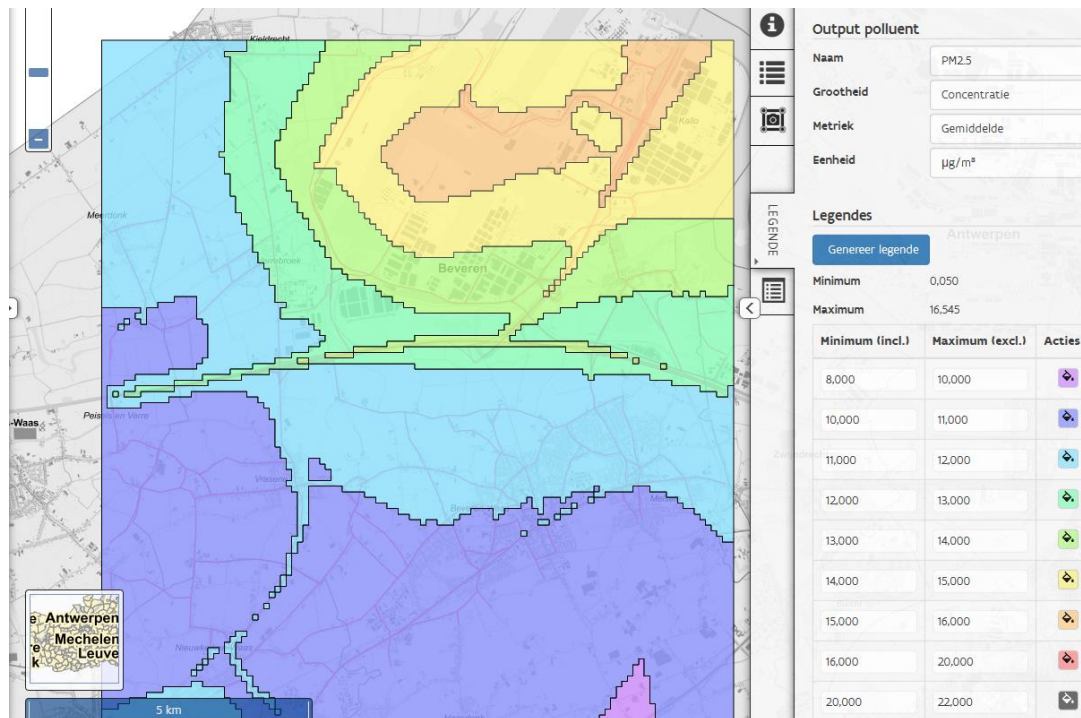 Kieldrecht
Kallo
Meerdonk
Beveren
Vrasene
Output polluent
Naam
PM2.5
Grootheid
Concentratie
Metriek
Gemiddelde
Eenheid
µg/m³
LEGENDE
Legendes
Antwerpen
Genereer legende
Minimum
0,050
Maximum
16,545
Minimum (incl.) Maximum (excl.) Acties
8,000 10,000
10,000 11,000
11,000 12,000
12,000 13,000
13,000 14,000
14,000 15,000
15,000 16,000
16,000 20,000
20,000 22,000
-Waas
e Antwerpen
Mechelen
Leuve
k
5 km